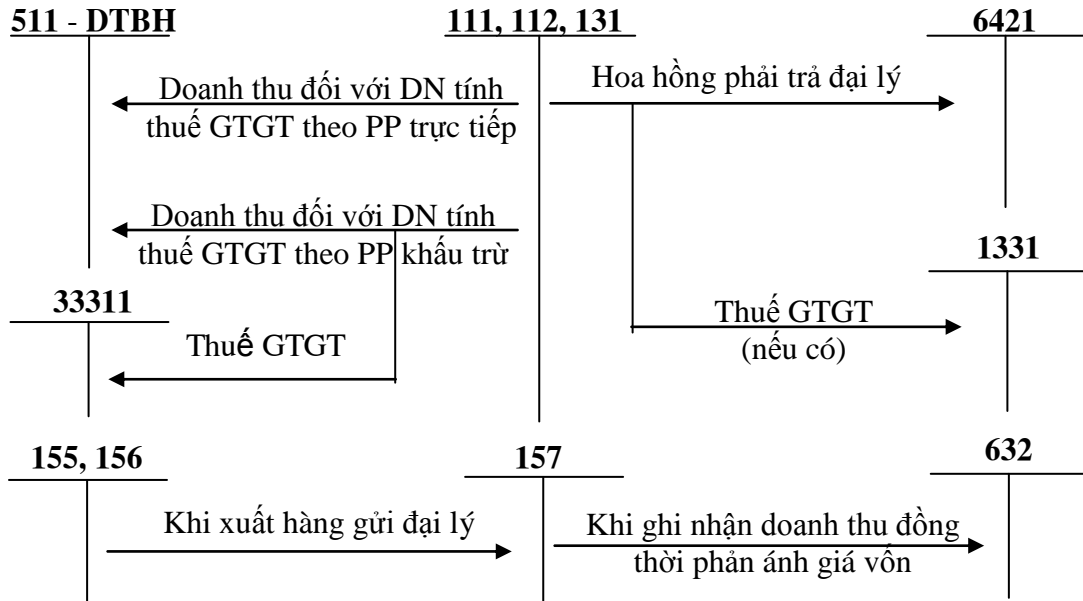 511 - DTBH
111, 112, 131
6421
Doanh thu đối với DN tính
thuế GTGT theo PP trực tiếp
Hoa hồng phải trả đại lý
Doanh thu đối với DN tính
thuế GTGT theo PP khấu trừ
1331
33311
Thuế GTGT
Thuế GTGT
(nếu có)
155, 156
157
632
Khi xuất hàng gửi đại lý
Khi ghi nhận doanh thu đồng
thời phản ánh giá vốn